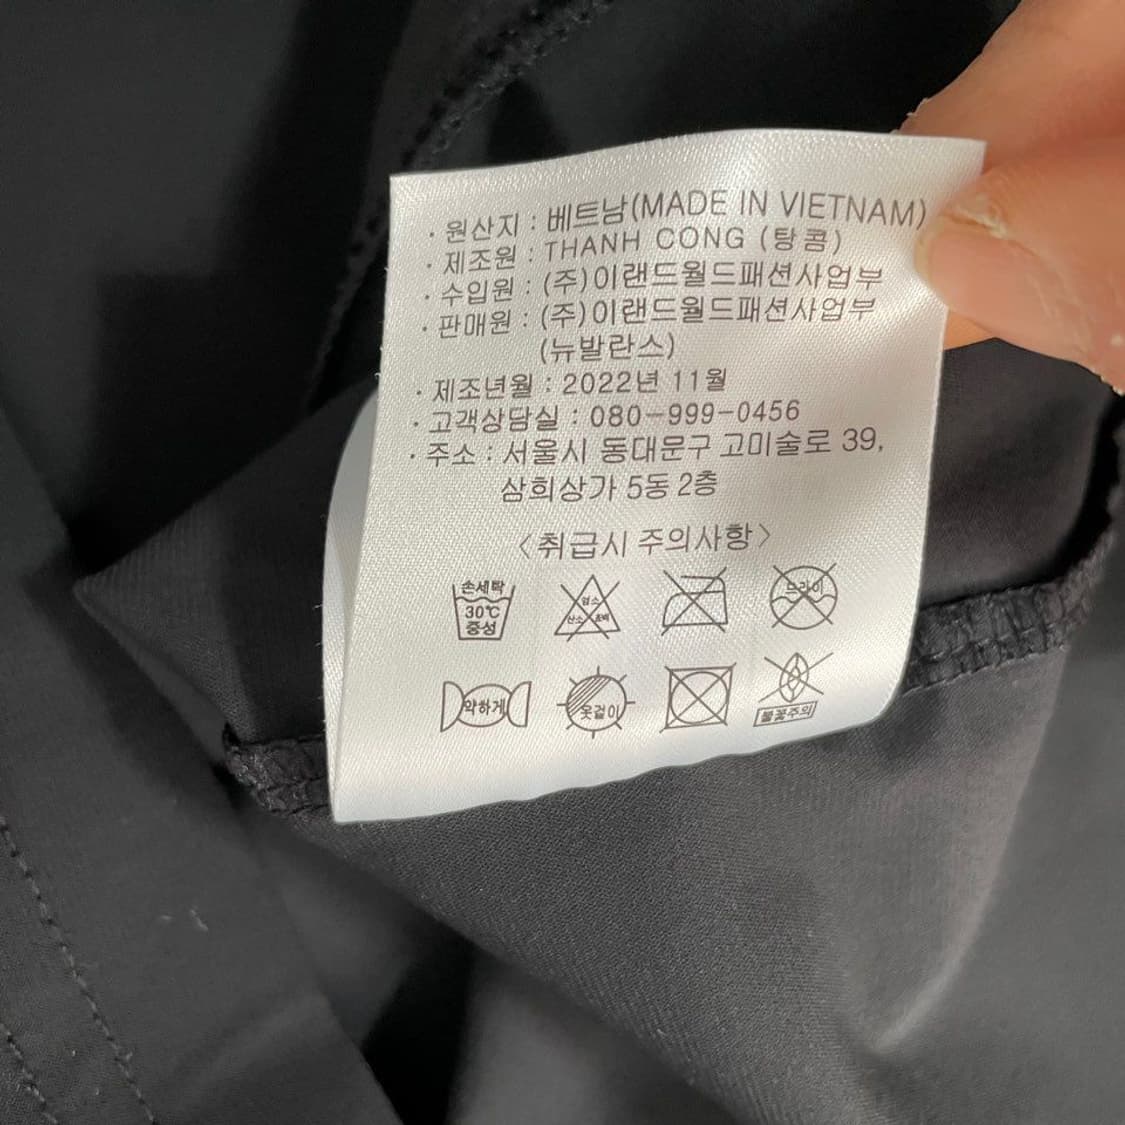 · 원산지 : 베트남(MADE IN VIETNAM)
· 제조원 : THANH CONG (탕콤)
· 수입원 : (주)이랜드월드패션사업부
· 판매원 : (주)이랜드월드패션사업부
(뉴발란스)
· 제조년월 : 2022년 11월
· 고객상담실 : 080-999-0456
· 주소 : 서울시 동대문구 고미술로 39,
삼희상가 5동 2층
<취급시 주의사항>
손세탁
30℃
중성
염소
산소 표백
드라이
약하게
옷걸이
불꽃주의